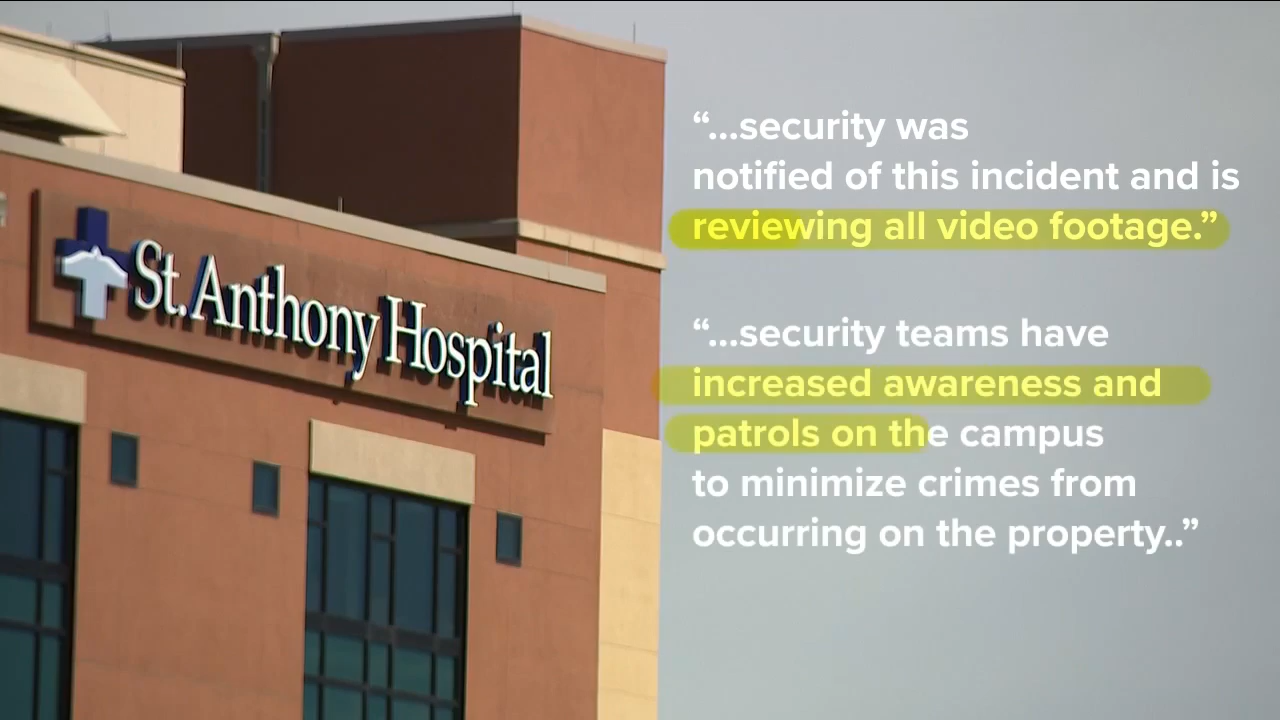 St. Anthony Hospital
“...security was
notified of this incident and is
reviewing all video footage.”
“...security teams have
increased awareness and
patrols on the campus
to minimize crimes from
occurring on the property..”